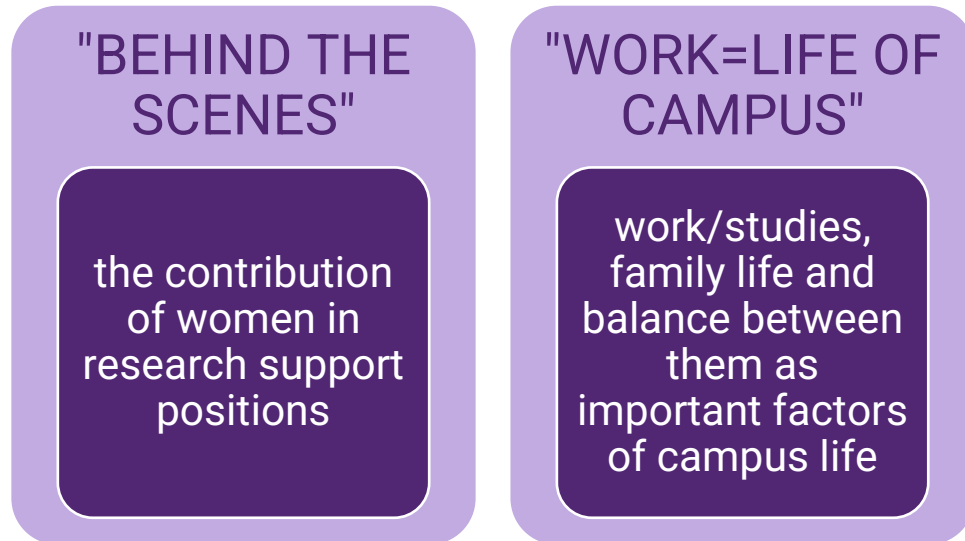 "BEHIND THE
SCENES"
the contribution
of women in
research support
positions
"WORK=LIFE OF
CAMPUS"
work/studies,
family life and
balance between
them as
important factors
of campus life